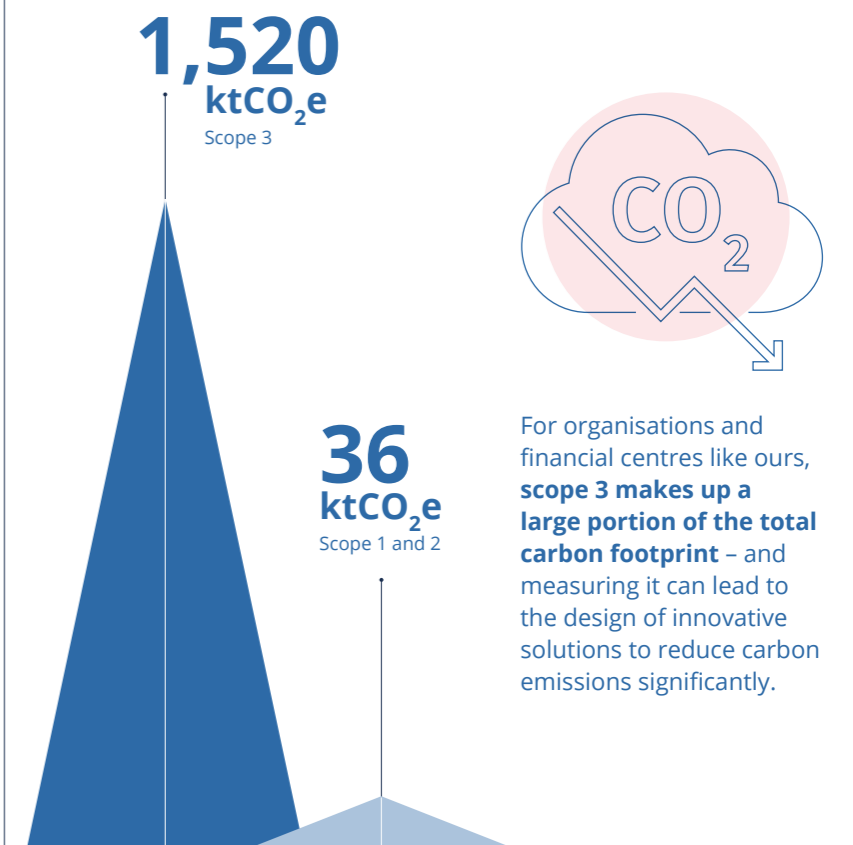 1,520
ktCO₂e
Scope 3
CO₂
36
ktCO₂e
Scope 1 and 2
For organisations and
financial centres like ours,
scope 3 makes up a
large portion of the total
carbon footprint – and
measuring it can lead to
the design of innovative
solutions to reduce carbon
emissions significantly.